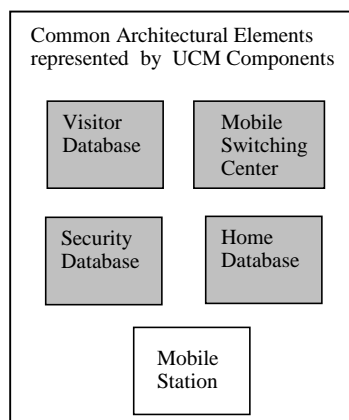 Common Architectural Elements
represented by UCM Components
Visitor
Database
Mobile
Switching
Center
Security
Database
Home
Database
Mobile
Station